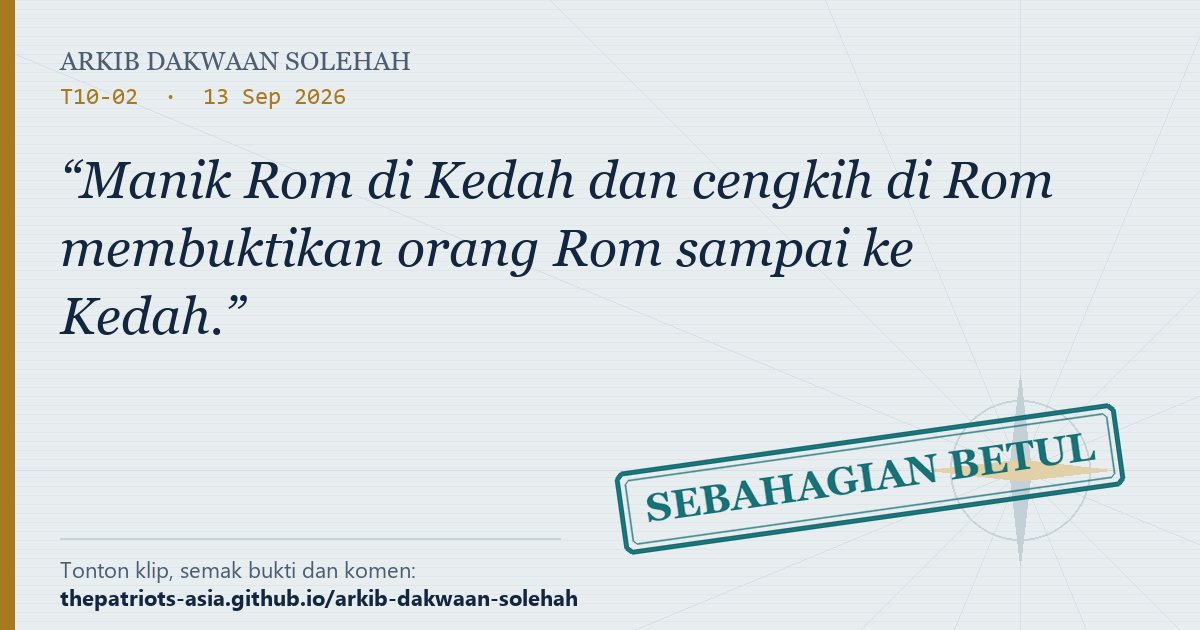 ARKIB DAKWAAN SOLEHAH
T10-02 · 13 Sep 2026
“Manik Rom di Kedah dan cengkih di Rom
membuktikan orang Rom sampai ke
Kedah.”
SEBAHAGIAN BETUL
Tonton klip, semak bukti dan komen:
thepatriots-asia.github.io/arkib-dakwaan-solehah